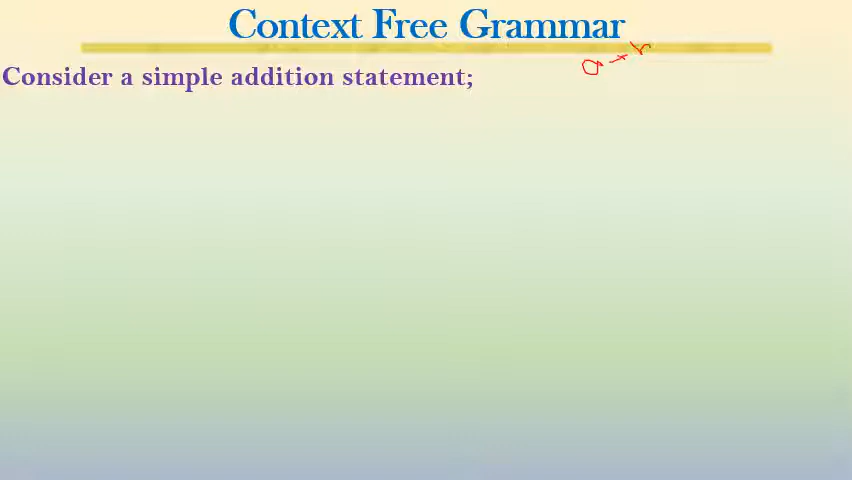 Context Free Grammar
a + b
Consider a simple addition statement;